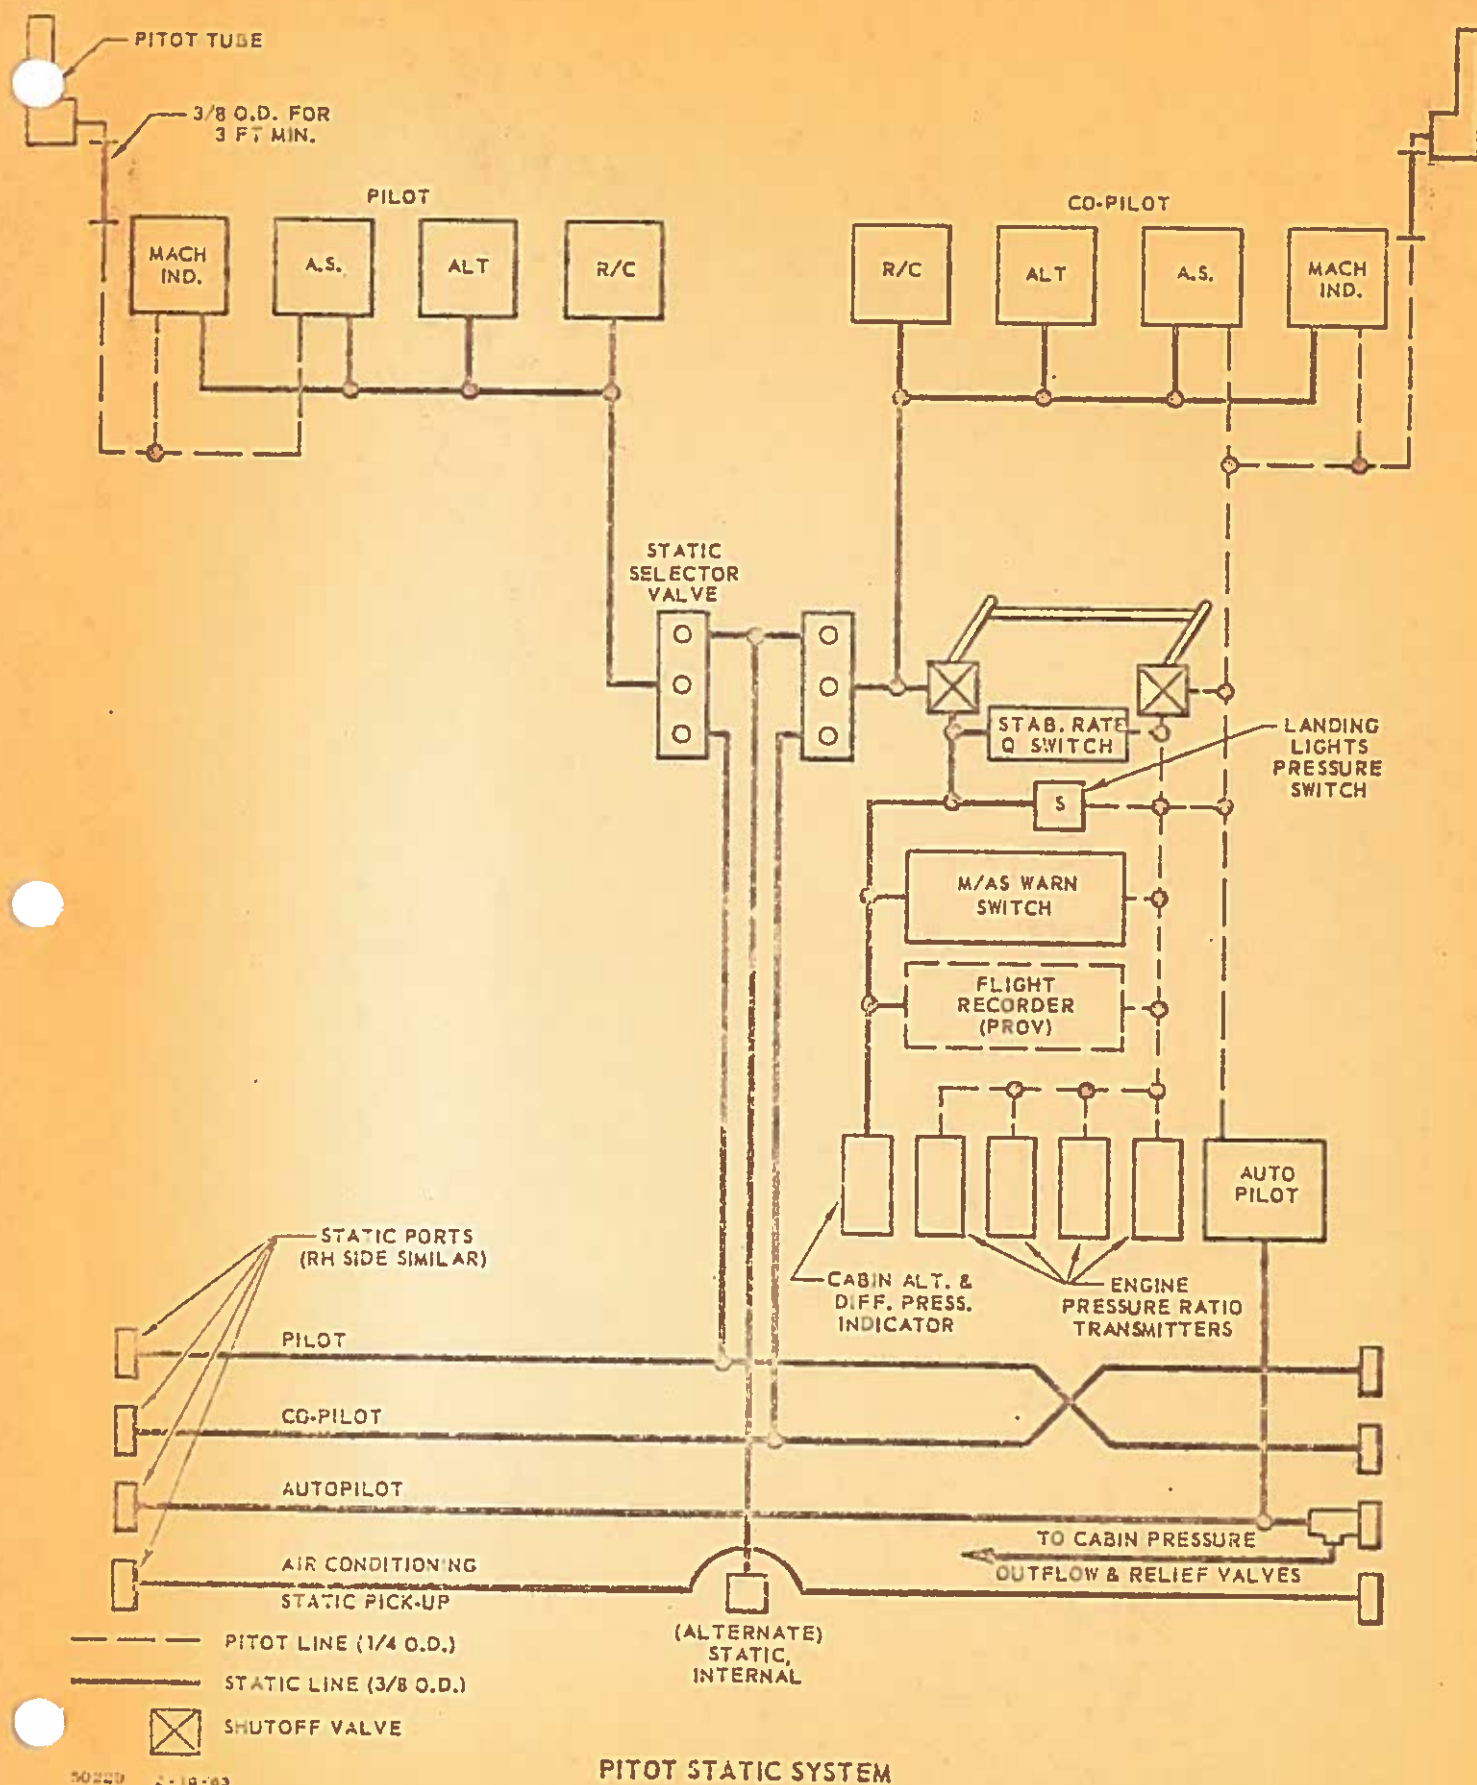 PITOT TUBE
3/8 O.D. FOR
3 FT MIN.
PILOT
CO-PILOT
MACH
IND.
A.S.
ALT
R/C
R/C
ALT
A.S.
MACH
IND.
STATIC
SELECTOR
VALVE
STAB. RATE
Q SWITCH
LANDING
LIGHTS
PRESSURE
SWITCH
S
M/AS WARN
SWITCH
FLIGHT
RECORDER
(PROV)
AUTO
PILOT
STATIC PORTS
(RH SIDE SIMILAR)
CABIN ALT. &
DIFF. PRESS.
INDICATOR
ENGINE
PRESSURE RATIO
TRANSMITTERS
PILOT
CO-PILOT
AUTOPILOT
TO CABIN PRESSURE
OUTFLOW & RELIEF VALVES
AIR CONDITIONING
STATIC PICK-UP
(ALTERNATE)
STATIC,
INTERNAL
PITOT LINE (1/4 O.D.)
STATIC LINE (3/8 O.D.)
SHUTOFF VALVE
PITOT STATIC SYSTEM